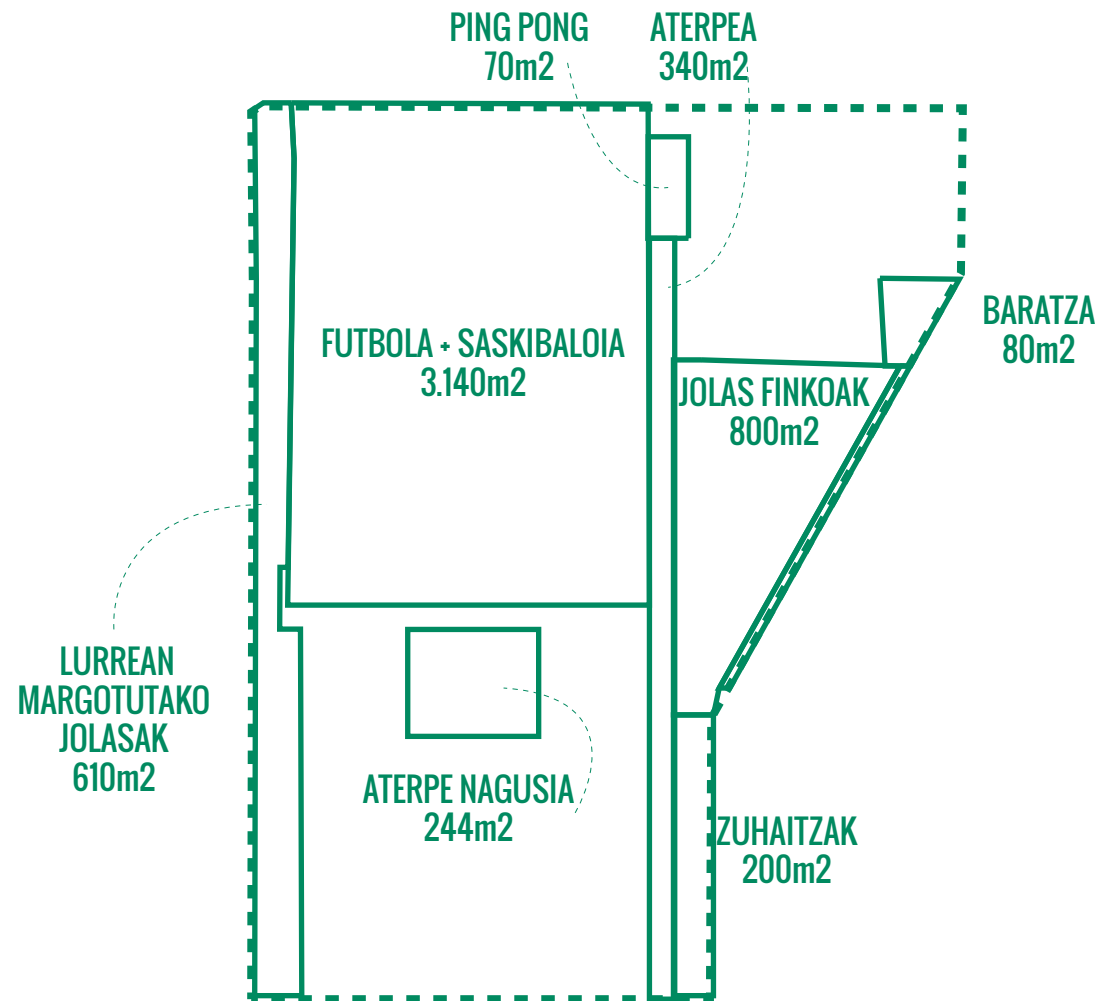 PING PONG
70m2
ATERPEA
340m2
BARATZA
80m2
FUTBOLA + SASKIBALOIA
3.140m2
JOLAS FINKOAK
800m2
LURREAN
MARGOTUTAKO
JOLASAK
610m2
ATERPE NAGUSIA
244m2
ZUHAITZAK
200m2